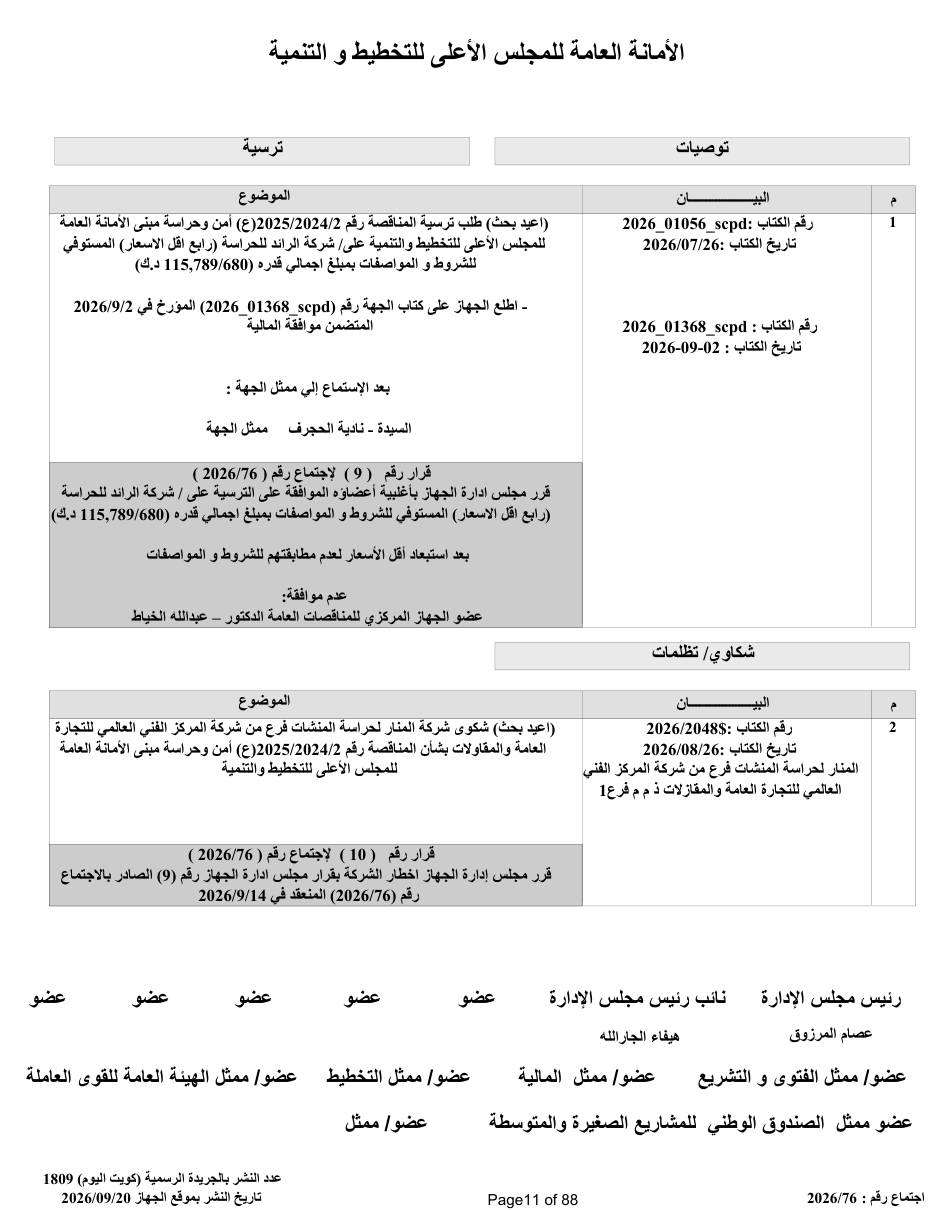 الأمانة العامة للمجلس الأعلى للتخطيط و التنمية
توصيات
ترسية
م
البيـــــــــــــــــان
الموضوع
1
رقم الكتاب :2026_01056_scpd
تاريخ الكتاب :2026/07/26
رقم الكتاب : 2026_01368_scpd
تاريخ الكتاب : 2026-09-02
(اعيد بحث) طلب ترسية المناقصة رقم 2025/2024/2(ع) أمن وحراسة مبنى الأمانة العامة
للمجلس الأعلى للتخطيط والتنمية على/ شركة الرائد للحراسة (رابع اقل الاسعار) المستوفي
للشروط و المواصفات بمبلغ اجمالي قدره (115,789/680 د.ك)
- اطلع الجهاز على كتاب الجهة رقم (2026_01368_scpd) المؤرخ في 2026/9/2
المتضمن موافقة المالية
بعد الإستماع إلي ممثل الجهة :
السيدة - نادية الحجرف ممثل الجهة
قرار رقم ( 9 ) لإجتماع رقم ( 2026/76 )
قرر مجلس ادارة الجهاز بأغلبية أعضاؤه الموافقة على الترسية على / شركة الرائد للحراسة
(رابع اقل الاسعار) المستوفي للشروط و المواصفات بمبلغ اجمالي قدره (115,789/680 د.ك)
بعد استبعاد أقل الأسعار لعدم مطابقتهم للشروط و المواصفات
عدم موافقة:
عضو الجهاز المركزي للمناقصات العامة الدكتور – عبدالله الخياط
شكاوي/ تظلمات
م
البيـــــــــــــــــان
الموضوع
2
رقم الكتاب :$2026/2048
تاريخ الكتاب :2026/08/26
المنار لحراسة المنشات فرع من شركة المركز الفني
العالمي للتجارة العامة والمقازلات ذ م م فرع1
(اعيد بحث) شكوى شركة المنار لحراسة المنشات فرع من شركة المركز الفني العالمي للتجارة
العامة والمقاولات بشأن المناقصة رقم 2025/2024/2(ع) أمن وحراسة مبنى الأمانة العامة
للمجلس الأعلى للتخطيط والتنمية
قرار رقم ( 10 ) لإجتماع رقم ( 2026/76 )
قرر مجلس إدارة الجهاز اخطار الشركة بقرار مجلس ادارة الجهاز رقم (9) الصادر بالاجتماع
رقم (2026/76) المنعقد في 2026/9/14
رئيس مجلس الإدارة نائب رئيس مجلس الإدارة عضو عضو عضو عضو عضو
عصام المرزوق هيفاء الجارالله
عضو/ ممثل الفتوى و التشريع عضو/ ممثل المالية عضو/ ممثل التخطيط عضو/ ممثل الهيئة العامة للقوى العاملة
عضو ممثل الصندوق الوطني للمشاريع الصغيرة والمتوسطة عضو/ ممثل
عدد النشر بالجريدة الرسمية (كويت اليوم) 1809
اجتماع رقم : 2026/76 Page11 of 88 تاريخ النشر بموقع الجهاز 2026/09/20